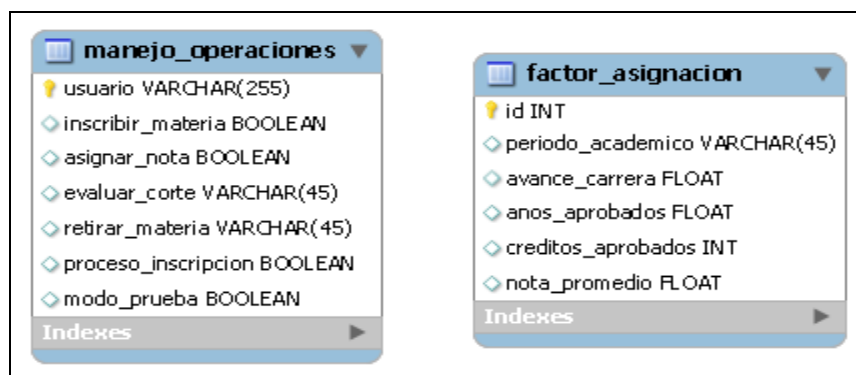 manejo_operaciones
usuario VARCHAR(255)
inscribir_materia BOOLEAN
asignar_nota BOOLEAN
evaluar_corte VARCHAR(45)
retirar_materia VARCHAR(45)
proceso_inscripcion BOOLEAN
modo_prueba BOOLEAN
Indexes
factor_asignacion
id INT
periodo_academico VARCHAR(45)
avance_carrera FLOAT
anos_aprobados FLOAT
creditos_aprobados INT
nota_promedio FLOAT
Indexes